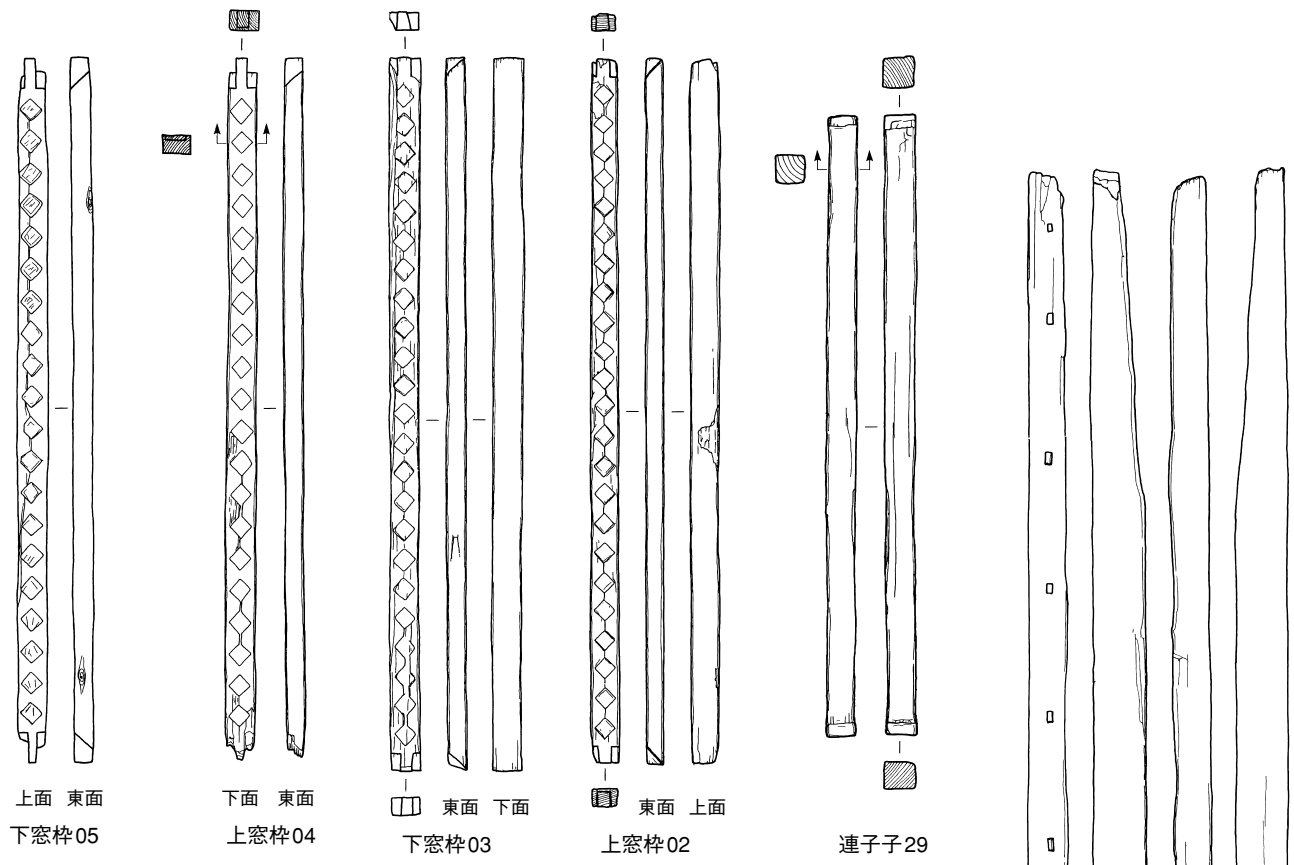 上面 東面
下窓枠05
下面 東面
上窓枠04
東面 下面
下窓枠03
東面 上面
上窓枠02
連子子29